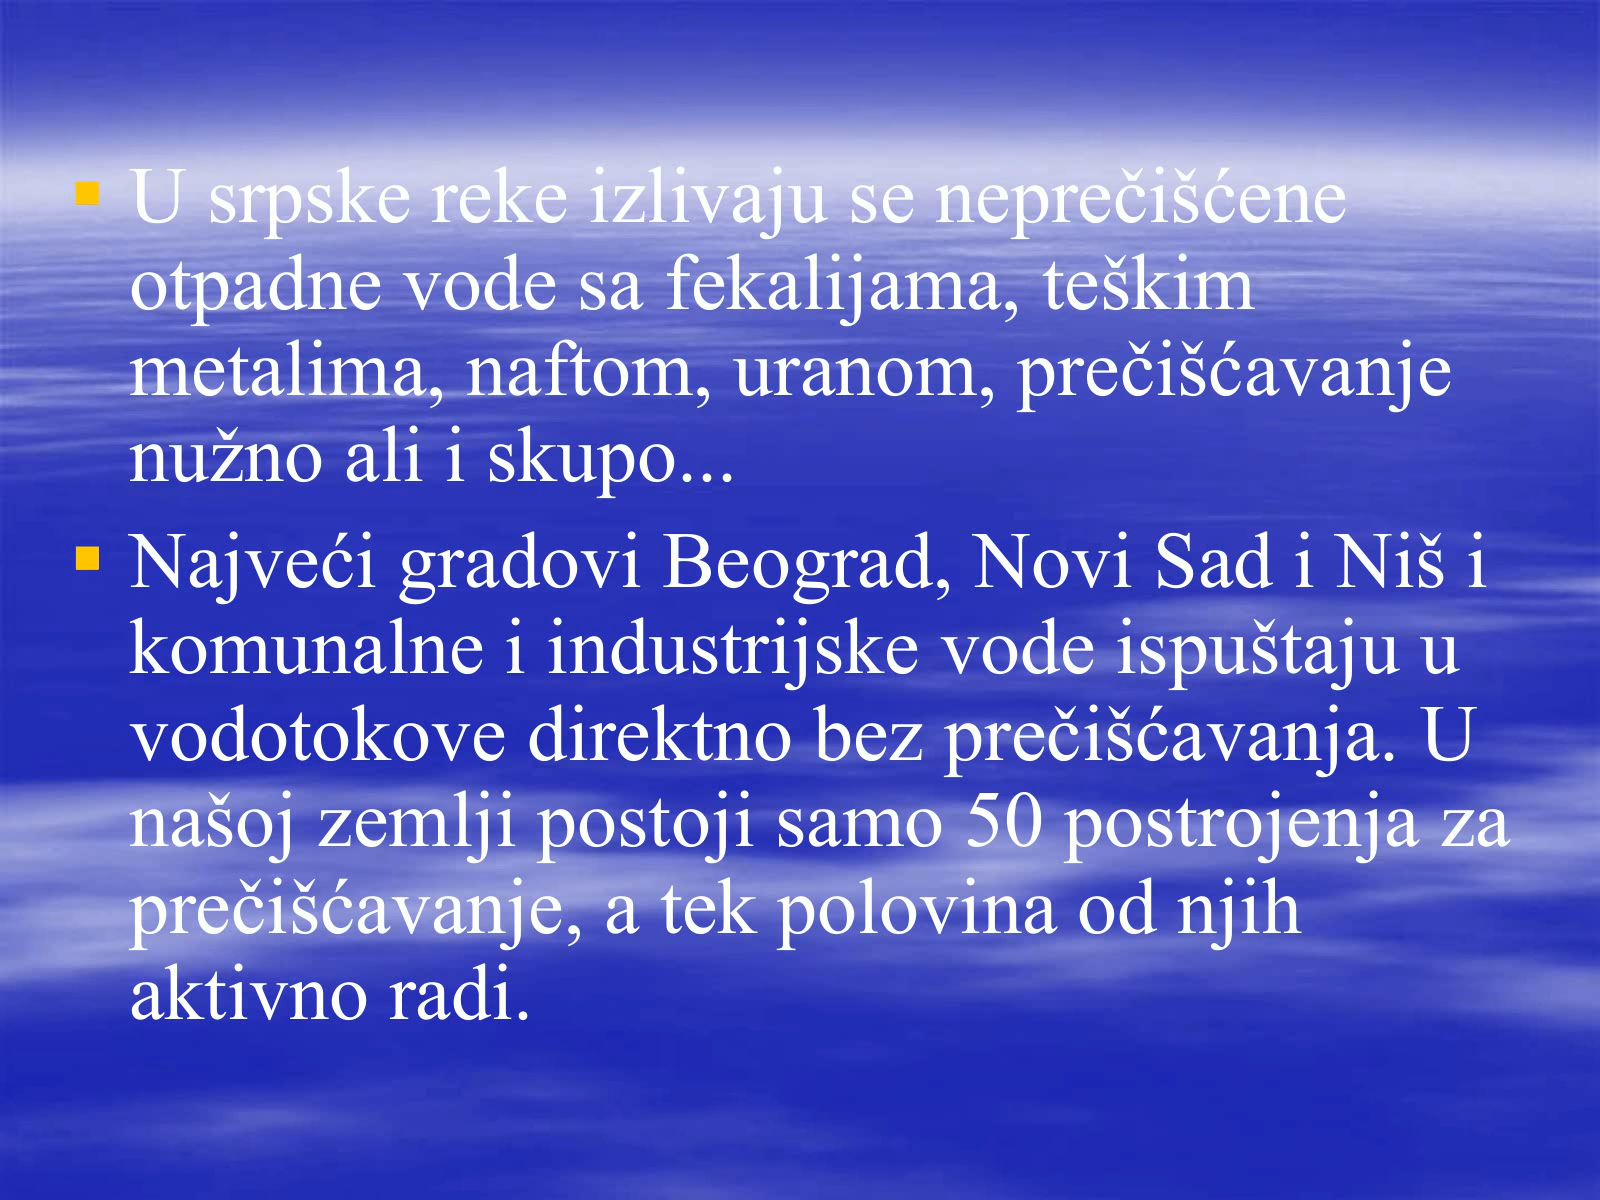 U srpske reke izlivaju se neprečišćene
otpadne vode sa fekalijama, teškim
metalima, naftom, uranom, prečišćavanje
nužno ali i skupo...
Najveći gradovi Beograd, Novi Sad i Niš i
komunalne i industrijske vode ispuštaju u
vodotokove direktno bez prečišćavanja. U
našoj zemlji postoji samo 50 postrojenja za
prečišćavanje, a tek polovina od njih
aktivno radi.